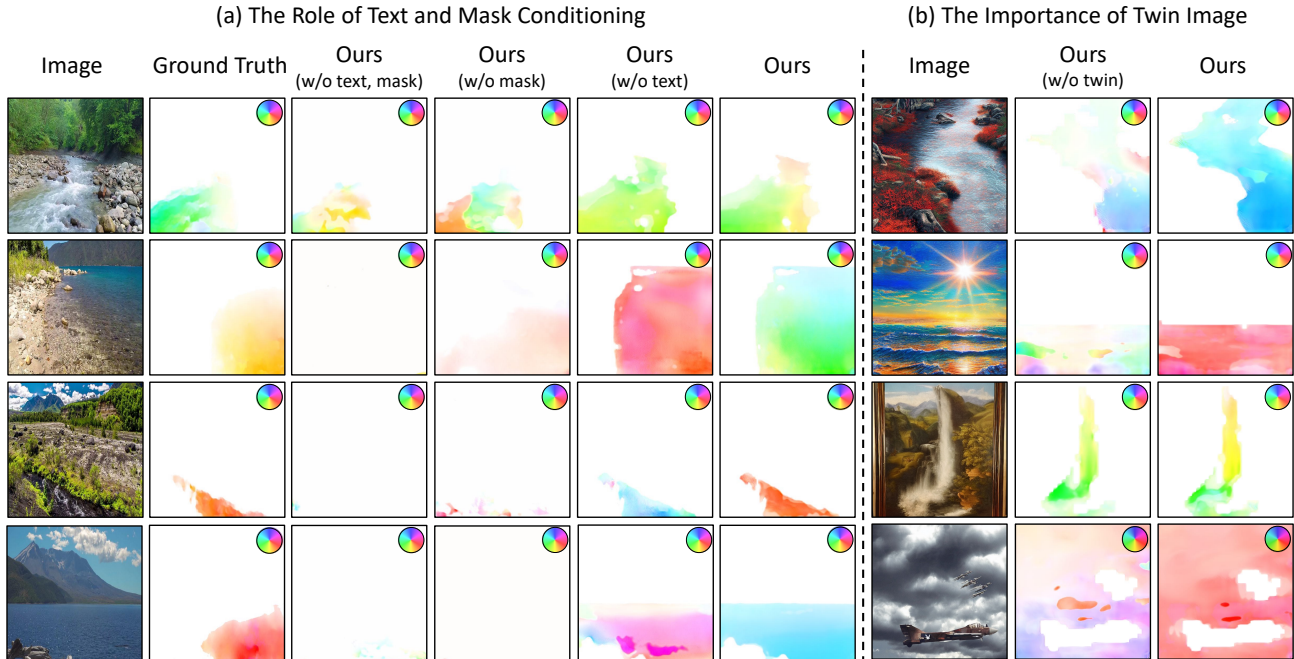 (a) The Role of Text and Mask Conditioning
Image
Ground Truth
Ours
(w/o text, mask)
Ours
(w/o mask)
Ours
(w/o text)
Ours
(b) The Importance of Twin Image
Image
Ours
(w/o twin)
Ours